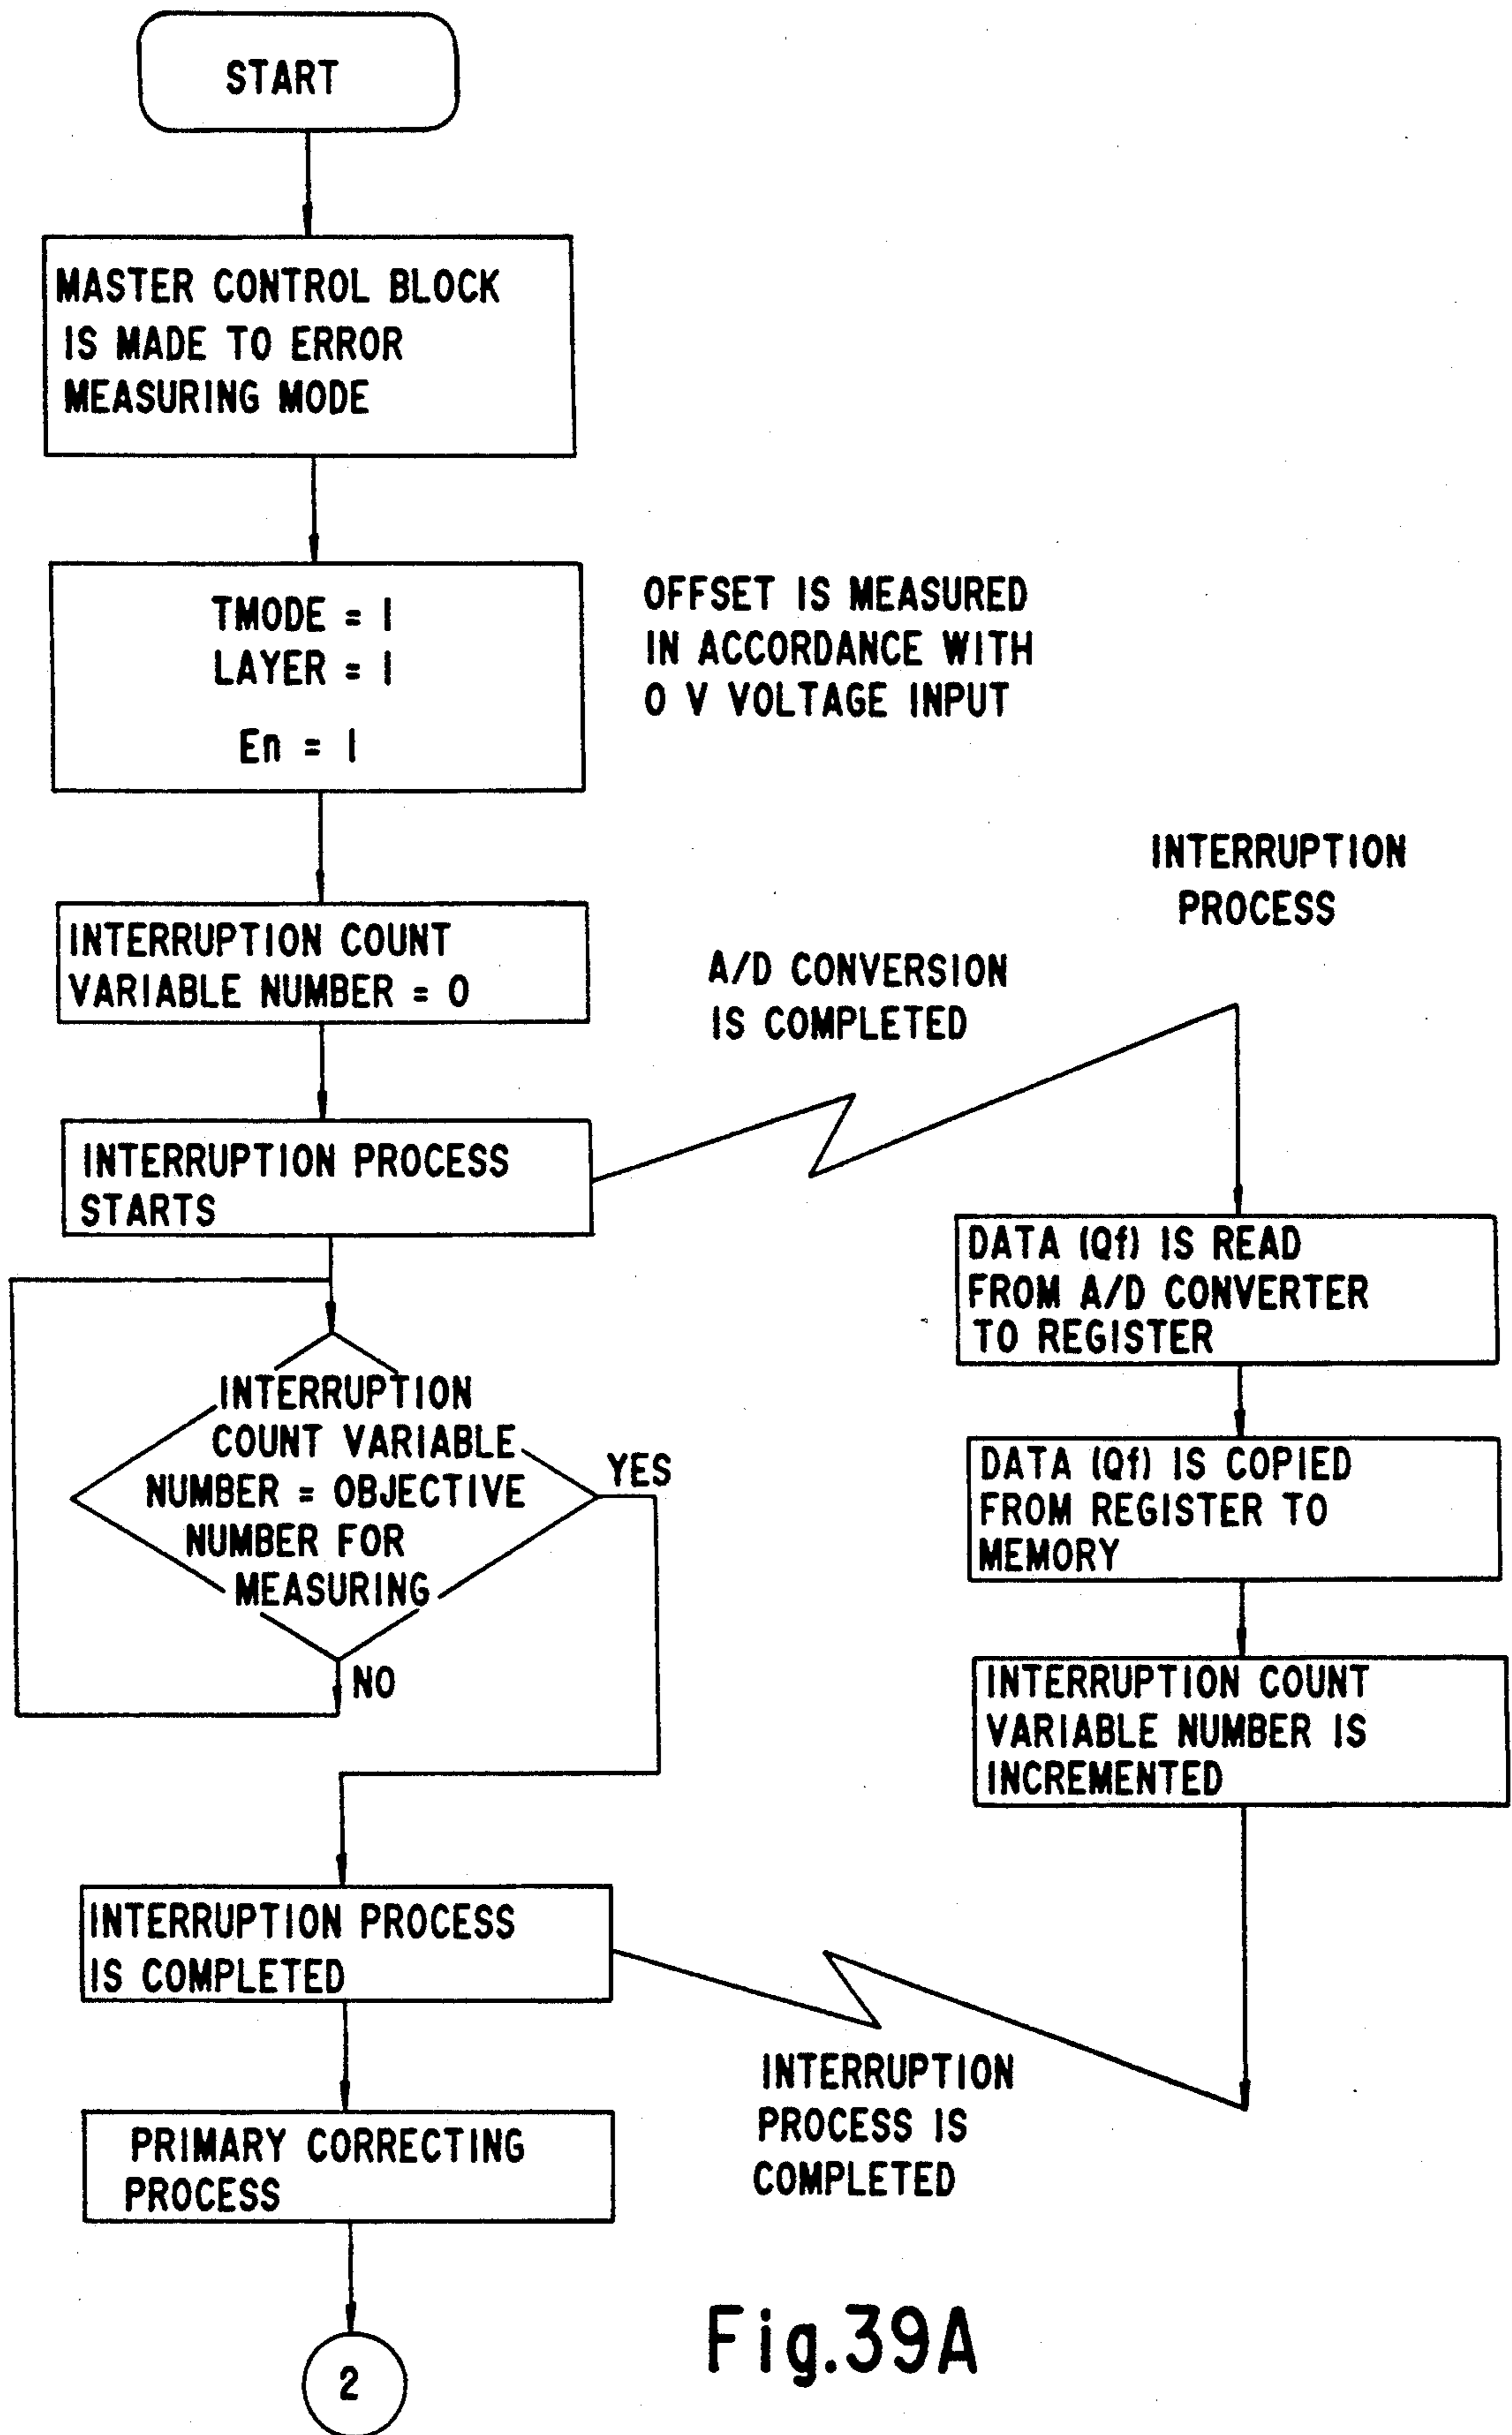 START
MASTER CONTROL BLOCK
IS MADE TO ERROR
MEASURING MODE
TMODE = 1
LAYER = 1
En = 1
OFFSET IS MEASURED
IN ACCORDANCE WITH
0 V VOLTAGE INPUT
INTERRUPTION COUNT
VARIABLE NUMBER = 0
A/D CONVERSION
IS COMPLETED
INTERRUPTION
PROCESS
INTERRUPTION PROCESS
STARTS
DATA (Qf) IS READ
FROM A/D CONVERTER
TO REGISTER
INTERRUPTION
COUNT VARIABLE
NUMBER = OBJECTIVE
NUMBER FOR
MEASURING
YES
NO
DATA (Qf) IS COPIED
FROM REGISTER TO
MEMORY
INTERRUPTION COUNT
VARIABLE NUMBER IS
INCREMENTED
INTERRUPTION PROCESS
IS COMPLETED
INTERRUPTION
PROCESS IS
COMPLETED
PRIMARY CORRECTING
PROCESS
2
Fig.39A